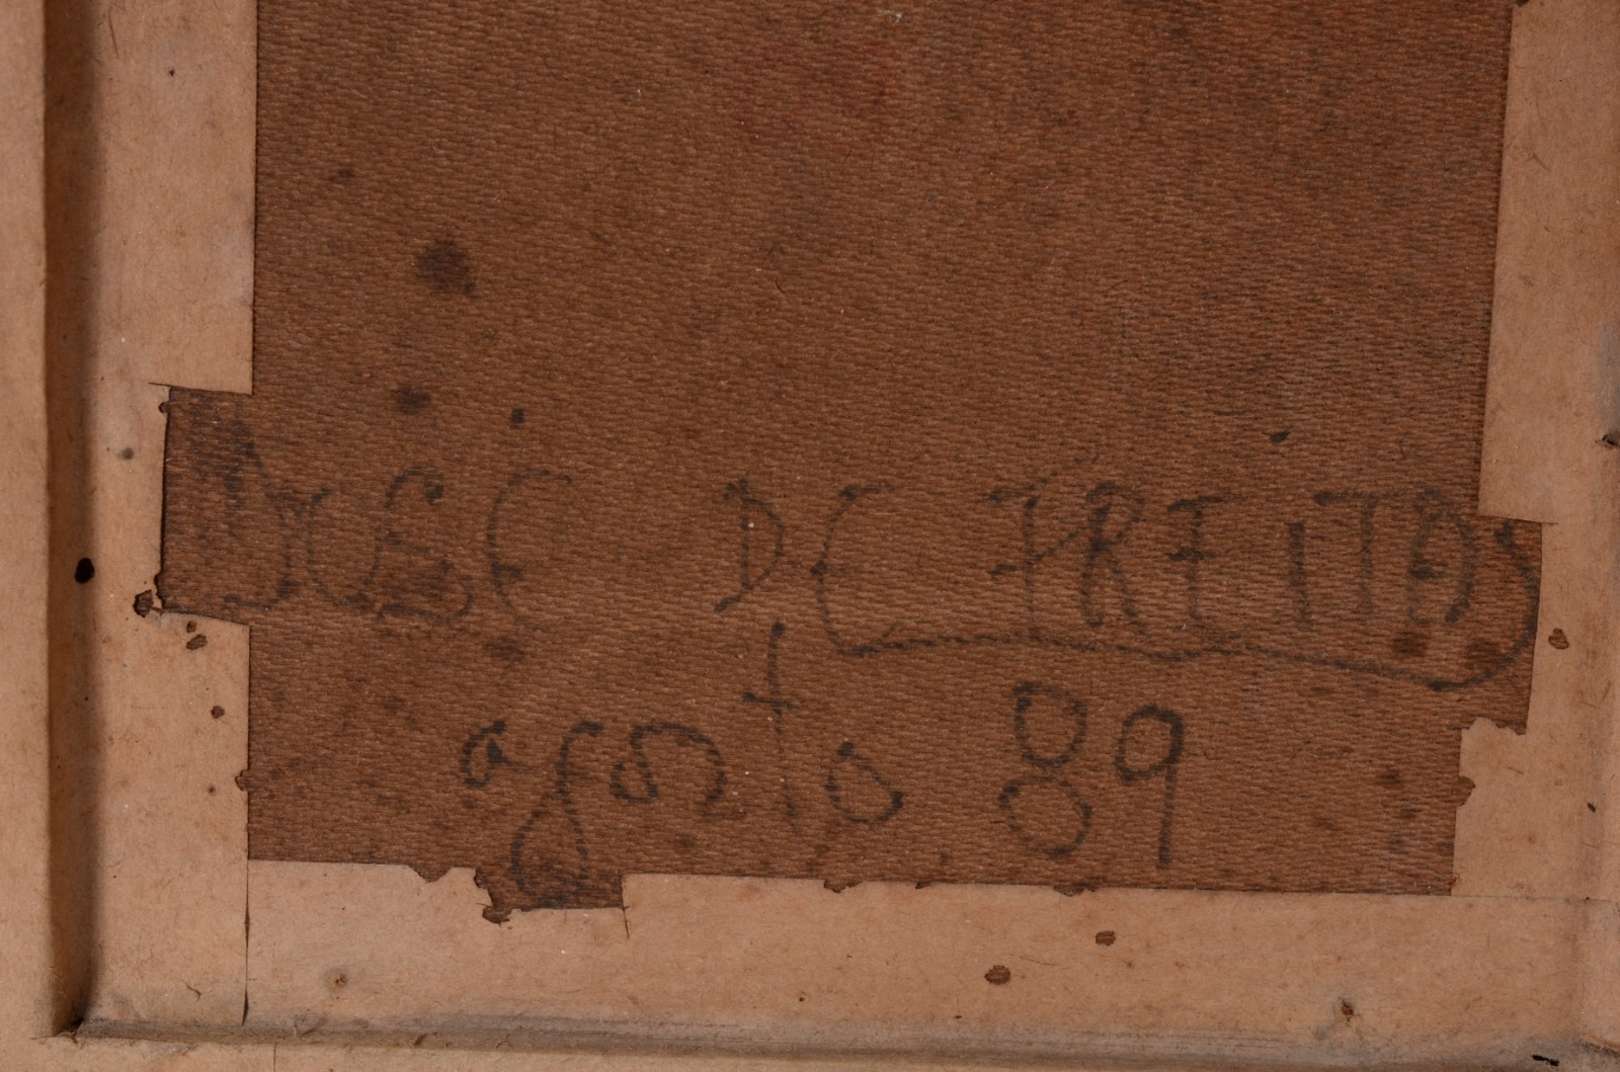 JOSE DE FREITAS
agosto 89